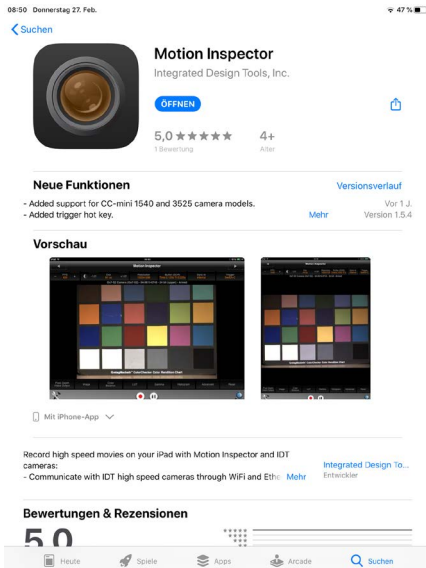 08:50 Donnerstag 27. Feb. 47 %
Suchen
Motion Inspector
Integrated Design Tools, Inc.
ÖFFNEN
5,0 ★★★★★ 4+
1 Bewertung Alter
Neue Funktionen Versionsverlauf
- Added support for CC-mini 1540 and 3525 camera models. Vor 1 J.
- Added trigger hot key. Mehr Version 1.5.4
Vorschau
Motion Inspector Motion Inspector
Mit iPhone-App
Record high speed movies on your iPad with Motion Inspector and IDT
cameras: Integrated Design To...
- Communicate with IDT high speed cameras through WiFi and Ethe Mehr Entwickler
Bewertungen & Rezensionen
5,0
Heute Spiele Apps Arcade Suchen